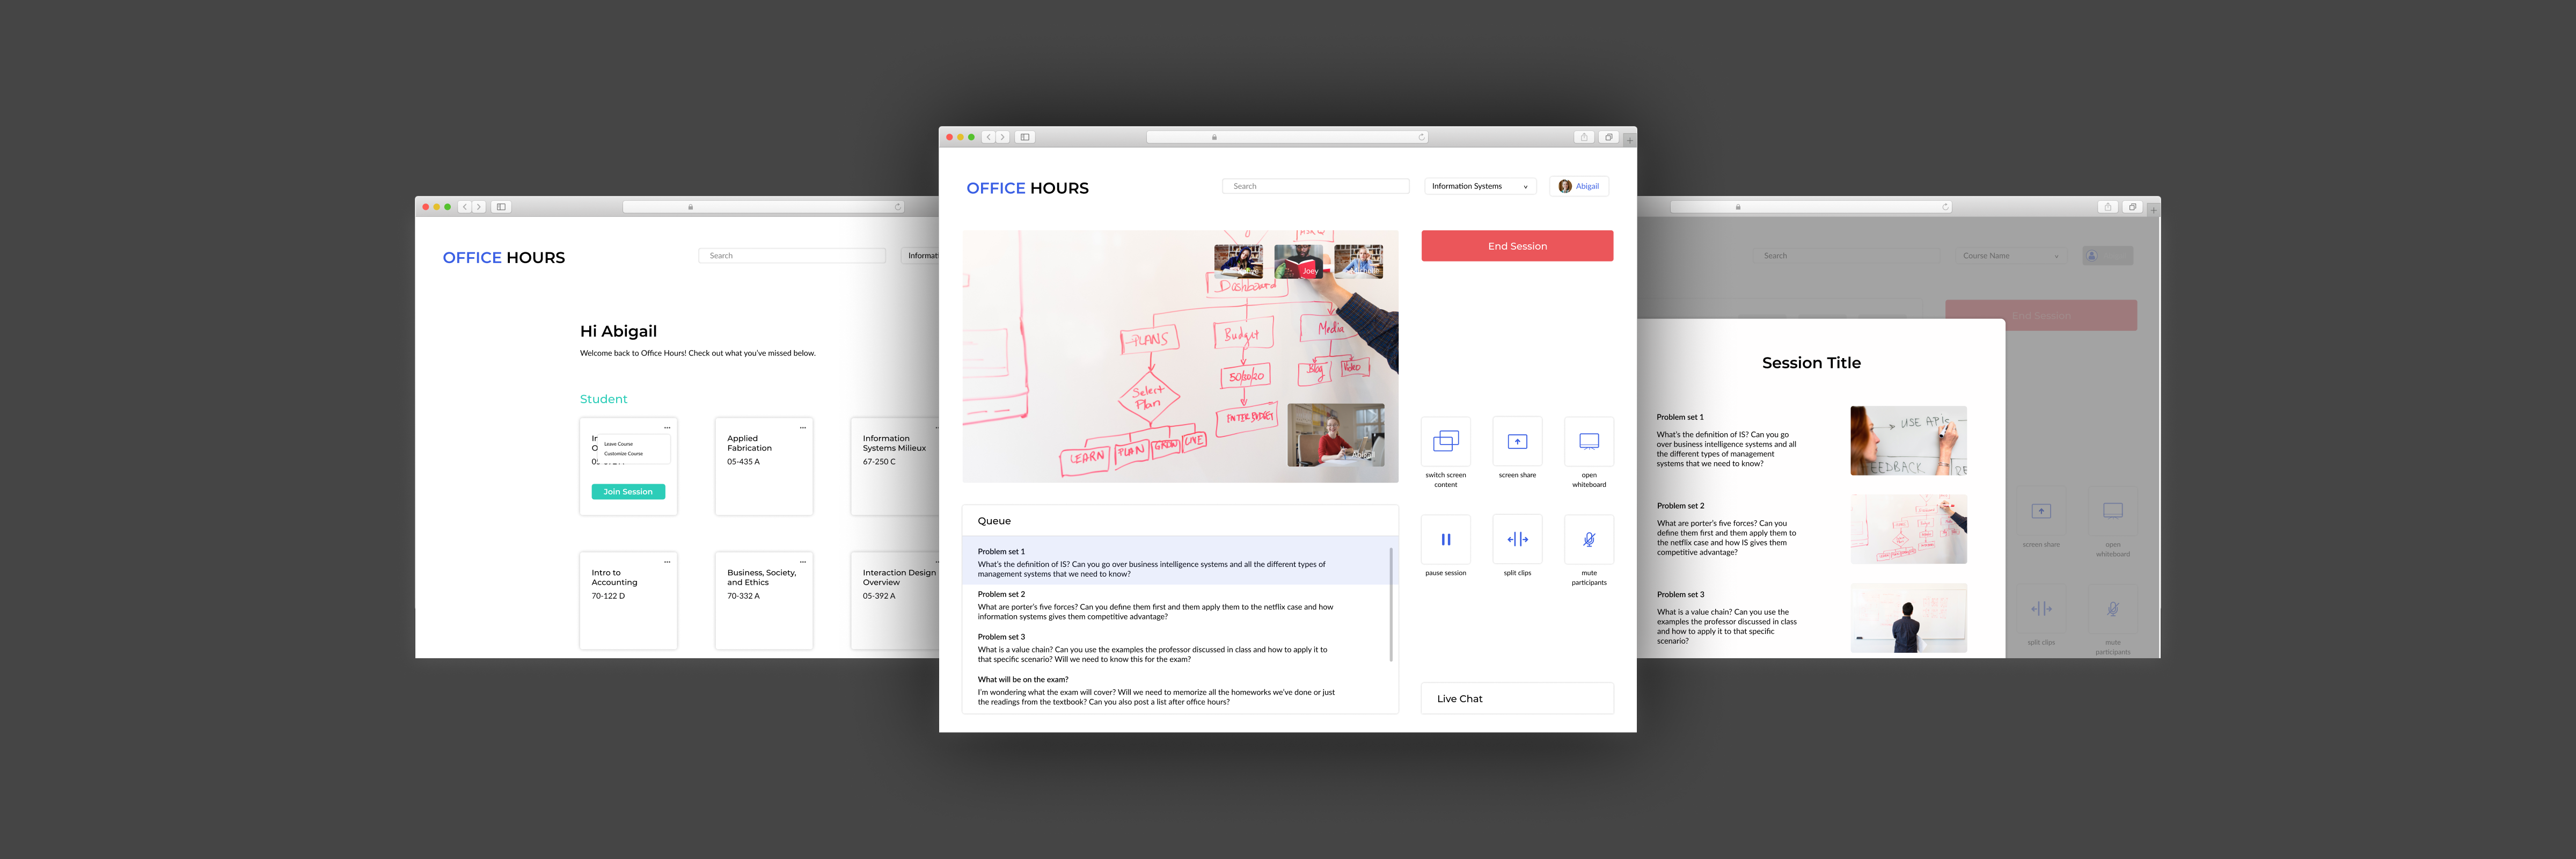 OFFICE HOURS
Search
Informati
Hi Abigail
Welcome back to Office Hours! Check out what you've missed below.
Student
Leave Course
Customize Course
Join Session
Applied
Fabrication
05-435 A
Information
Systems Milieux
67-250 C
Intro to
Accounting
70-122 D
Business, Society,
and Ethics
70-332 A
Interaction Design
Overview
05-392 A
OFFICE HOURS
Search
Information Systems
Abigail
Joey
Dashboard
PLANS
Budget
Media
Select
Plan
50/30/20
Blog
Video
ENTER BUDGET
LEARN
PLAN
GROW
LIVE
Abigail
End Session
switch screen
content
screen share
open
whiteboard
pause session
split clips
mute
participants
Queue
Problem set 1
What's the definition of IS? Can you go over business intelligence systems and all the different types of
management systems that we need to know?
Problem set 2
What are porter's five forces? Can you define them first and them apply them to the netflix case and how
information systems gives them competitive advantage?
Problem set 3
What is a value chain? Can you use the examples the professor discussed in class and how to apply it to
that specific scenario? Will we need to know this for the exam?
What will be on the exam?
I'm wondering what the exam will cover? Will we need to memorize all the homeworks we've done or just
the readings from the textbook? Can you also post a list after office hours?
Live Chat
Search
Course Name
End Session
Session Title
Problem set 1
What's the definition of IS? Can you go
over business intelligence systems and all
the different types of management
systems that we need to know?
USE APIs
FEEDBACK
Problem set 2
What are porter's five forces? Can you
define them first and them apply them to
the netflix case and how IS gives them
competitive advantage?
Problem set 3
What is a value chain? Can you use the
examples the professor discussed in class
and how to apply it to that specific
scenario?
screen share
open
whiteboard
split clips
mute
participants